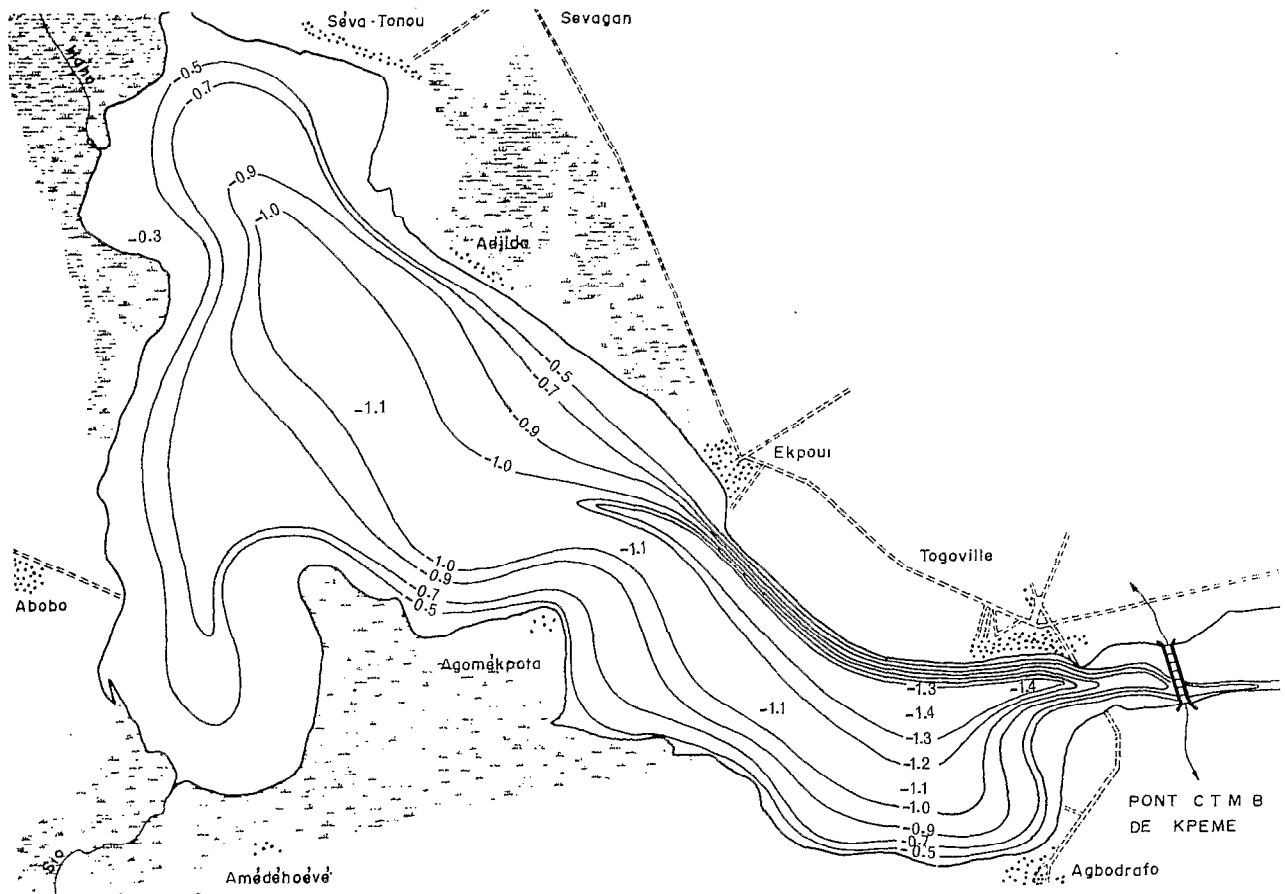 Séva-Tonou
Sevagan
Haho
-0.5
-0.7
-0.9
-1.0
-0.3
Adjido
-0.5
-0.7
-1.1
-0.9
-1.0
Ekpoui
-1.1
Togoville
-1.0
-0.9
-0.7
-0.5
Abobo
Agomékpota
-1.3
-1.4
-1.1
-1.4
-1.3
-1.2
-1.1
-1.0
-0.9
-0.7
-0.5
PONT CTMB
DE KPEME
Sio
Amédéhoévé
Agbodrafo